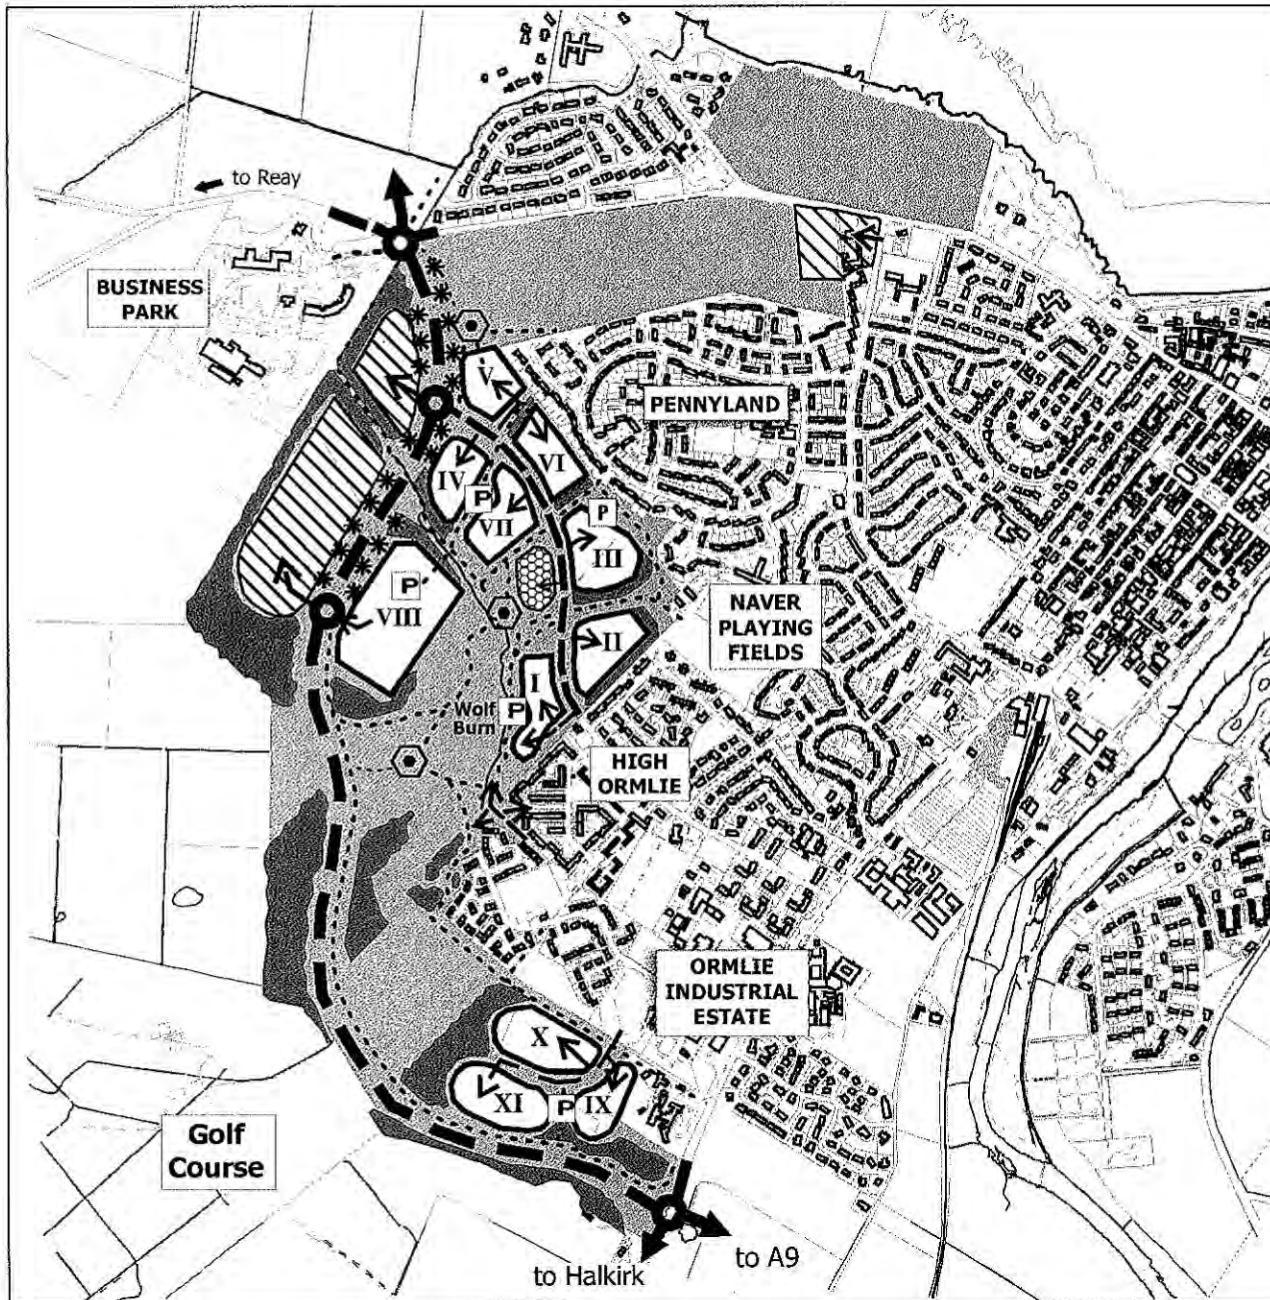 to Reay
BUSINESS
PARK
PENNYLAND
V
VI
IV
P
VII
P
III
P
VIII
NAVER
PLAYING
FIELDS
II
I
P
Wolf
Burn
HIGH
ORMLIE
ORMLIE
INDUSTRIAL
ESTATE
X
XI
P
IX
Golf
Course
to A9
to Halkirk